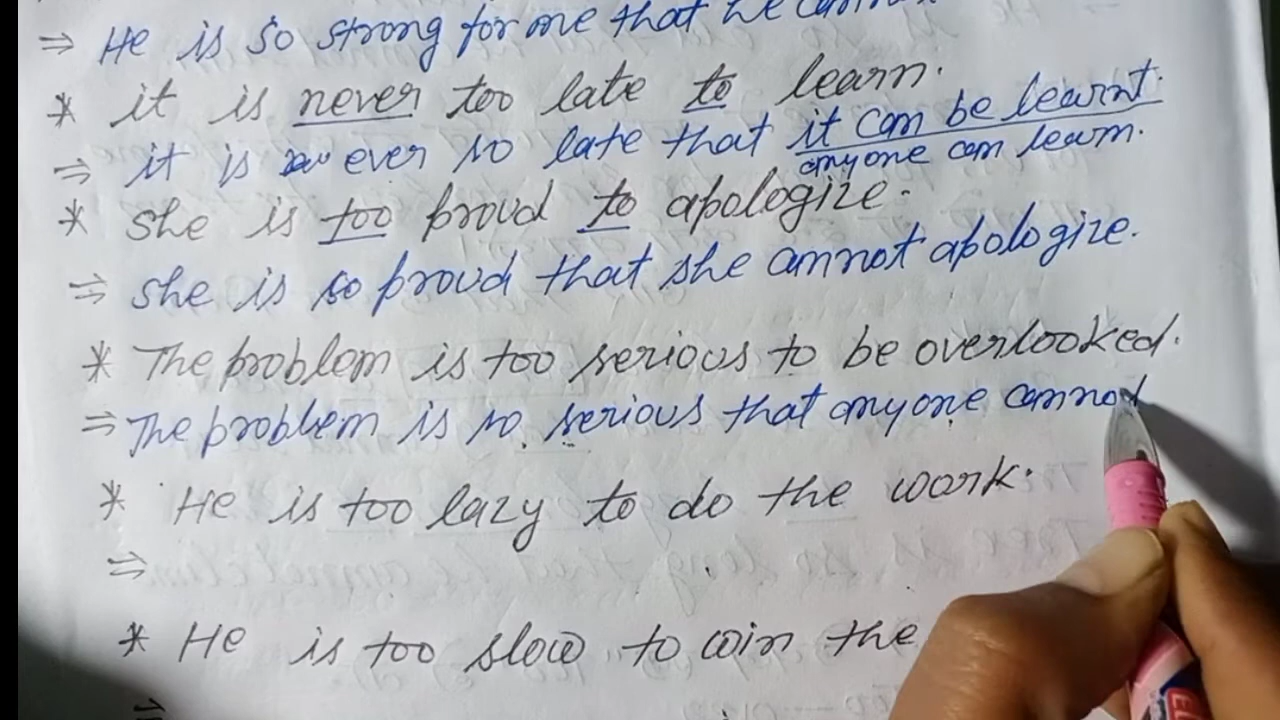 ⇒ He is so strong for me that he cannot
* it is never too late to learn.
⇒ it is ever so late that it can be learnt.
anyone can learn.
* she is too proud to apologize.
⇒ she is so proud that she cannot apologize.
* The problem is too serious to be overlooked.
⇒ The problem is so serious that anyone cannot
* He is too lazy to do the work.
⇒
* He is too slow to win the